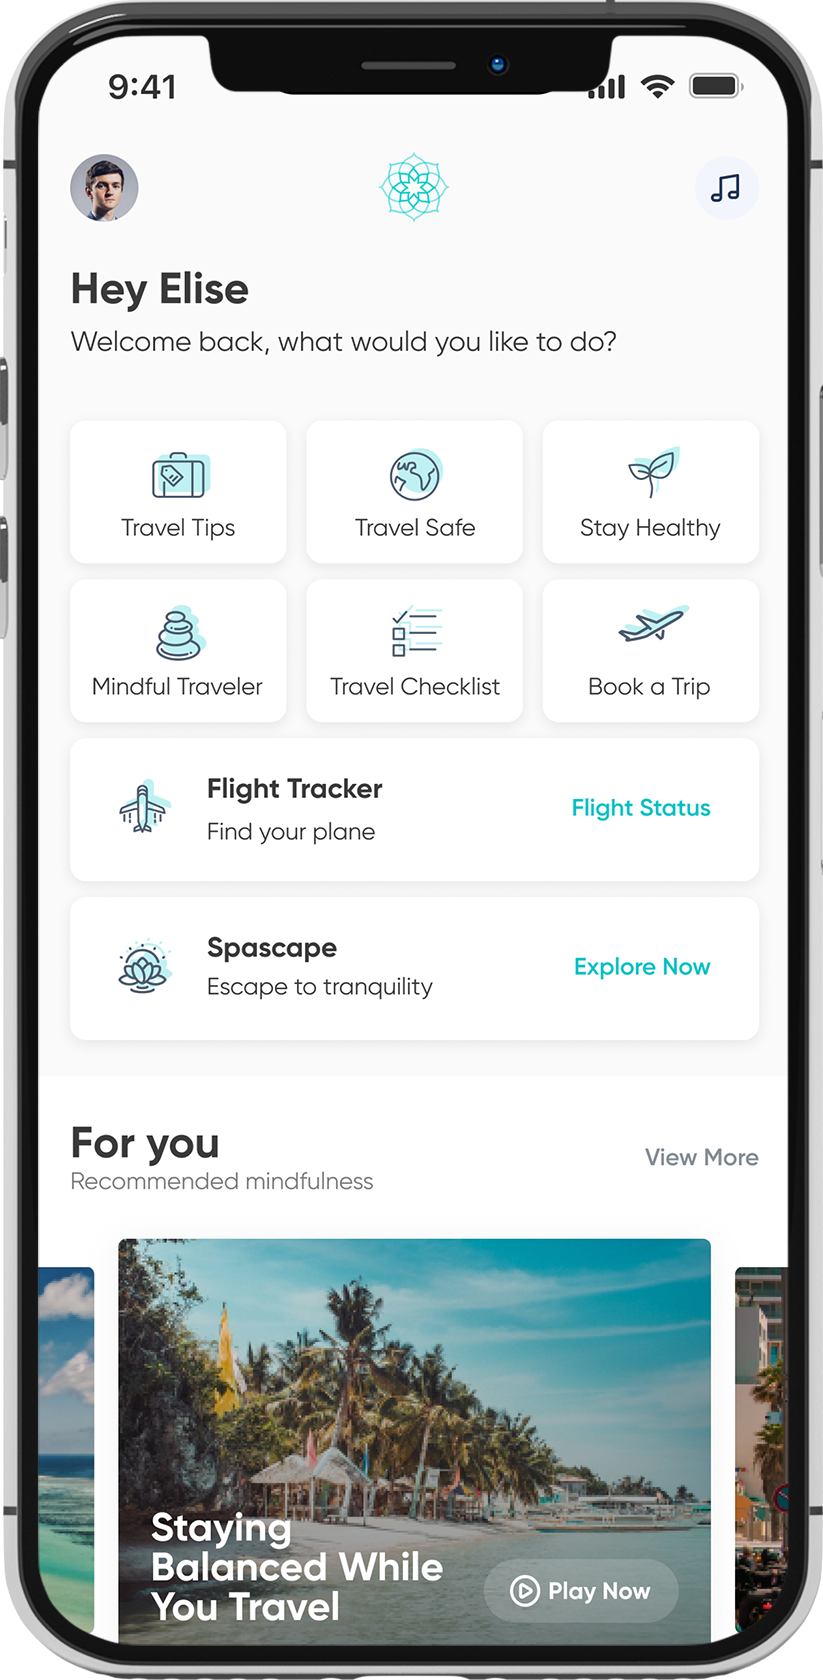 9:41
Hey Elise
Welcome back, what would you like to do?
Travel Tips
Travel Safe
Stay Healthy
Mindful Traveler
Travel Checklist
Book a Trip
Flight Tracker
Find your plane
Flight Status
Spascape
Escape to tranquility
Explore Now
For you
Recommended mindfulness
View More
Staying
Balanced While
You Travel
Play Now